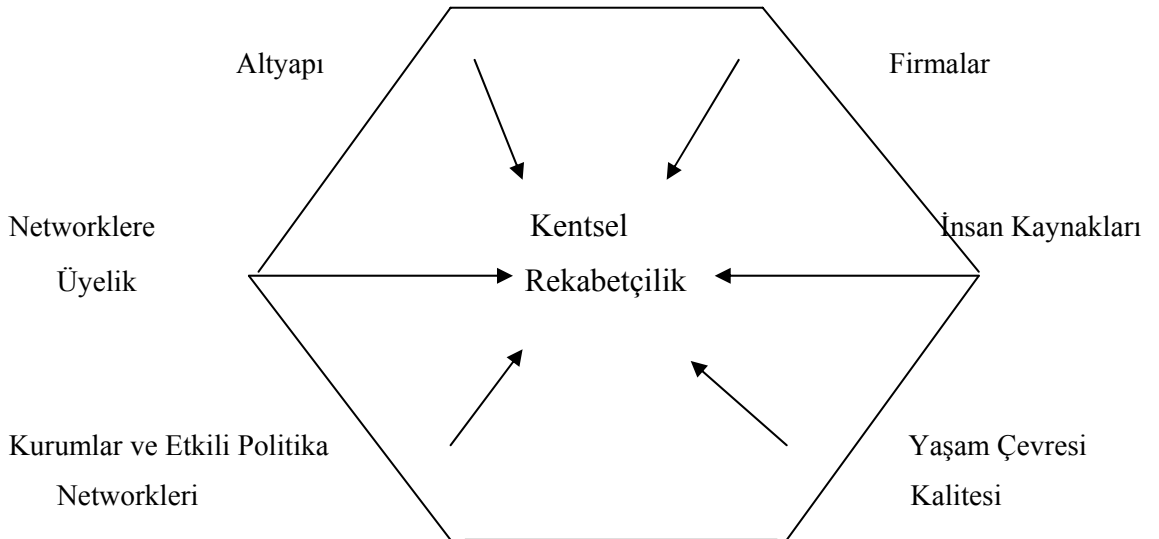 Altyapı
Firmalar
Networklere
Üyelik
Kentsel
Rekabetçilik
İnsan Kaynakları
Kurumlar ve Etkili Politika
Networkleri
Yaşam Çevresi
Kalitesi